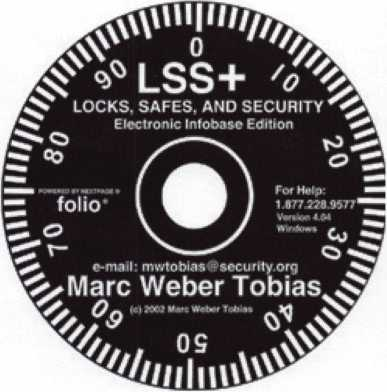 0
10
20
30
40
50
60
70
80
90
LSS+
LOCKS, SAFES, AND SECURITY
Electronic Infobase Edition
POWERED BY NEXTPAGE ®
folio®
For Help:
1.877.228.9577
Version 4.04
Windows
e-mail: mwtobias@security.org
Marc Weber Tobias
(c) 2002 Marc Weber Tobias